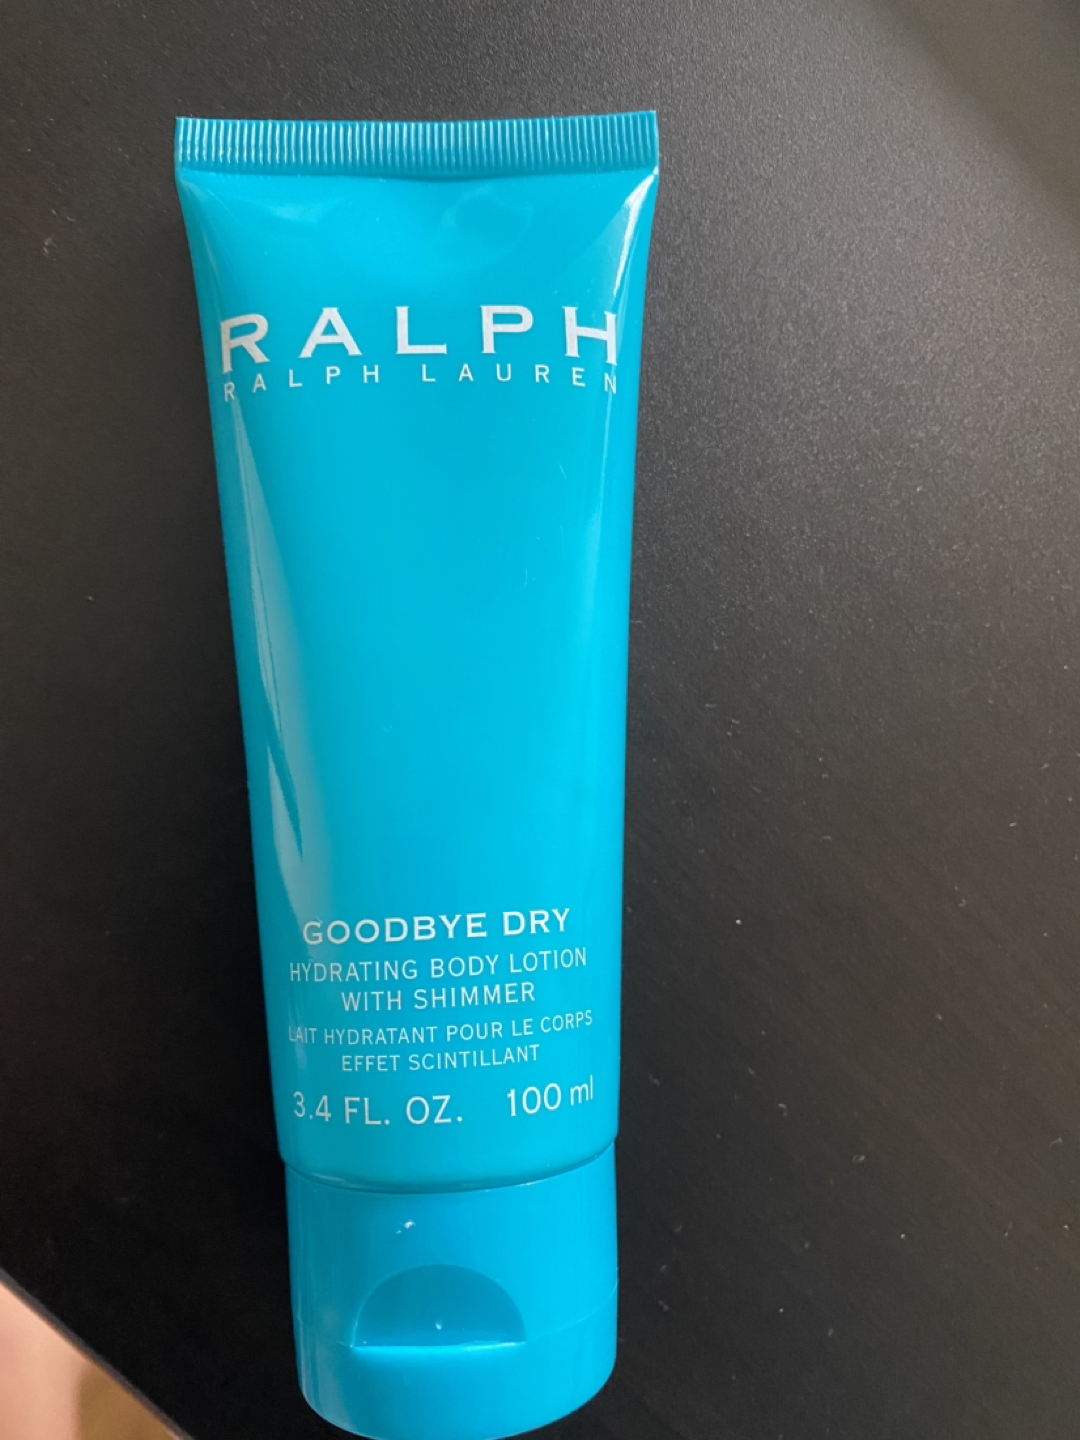 RALPH
RALPH LAUREN
GOODBYE DRY
HYDRATING BODY LOTION
WITH SHIMMER
LAIT HYDRATANT POUR LE CORPS
EFFET SCINTILLANT
3.4 FL. OZ. 100 ml